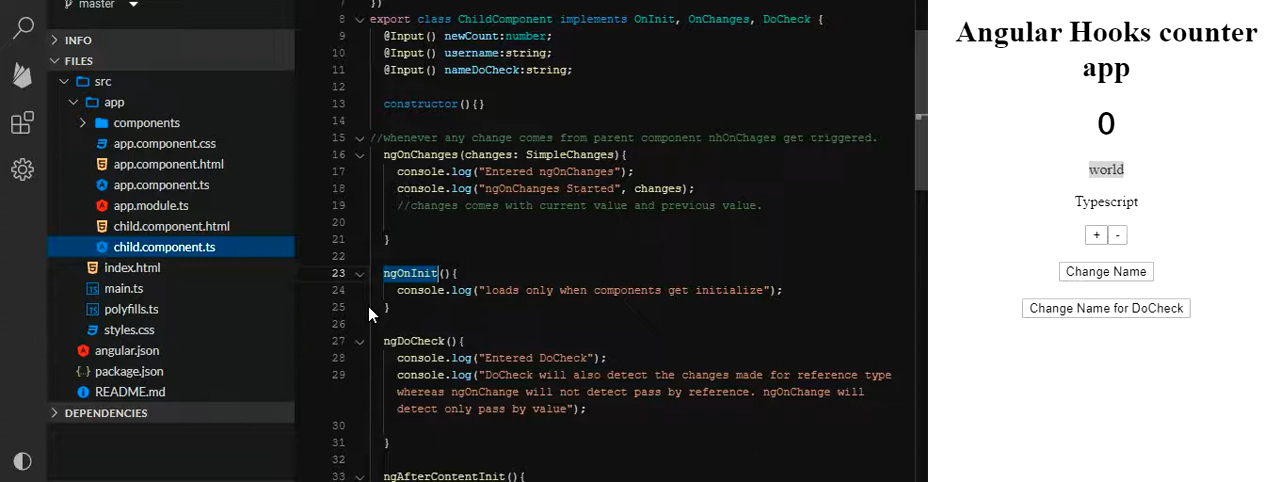 master
INFO
FILES
src
app
components
app.component.css
app.component.html
app.component.ts
app.module.ts
child.component.html
child.component.ts
index.html
main.ts
polyfills.ts
styles.css
angular.json
package.json
README.md
DEPENDENCIES
7 })
8 export class ChildComponent implements OnInit, OnChanges, DoCheck {
9 @Input() newCount:number;
10 @Input() username:string;
11 @Input() nameDoCheck:string;
12
13 constructor(){}
14
15 //whenever any change comes from parent component nhOnChages get triggered.
16 ngOnChanges(changes: SimpleChanges){
17 console.log("Entered ngOnChanges");
18 console.log("ngOnChanges Started", changes);
19 //changes comes with current value and previous value.
20
21 }
22
23 ngOnInit(){
24 console.log("loads only when components get initialize");
25 }
26
27 ngDoCheck(){
28 console.log("Entered DoCheck");
29 console.log("DoCheck will also detect the changes made for reference type
whereas ngOnChange will not detect pass by reference. ngOnChange will
detect only pass by value");
30
31 }
32
33 ngAfterContentInit(){
Angular Hooks counter
app
0
world
Typescript
+ -
Change Name
Change Name for DoCheck